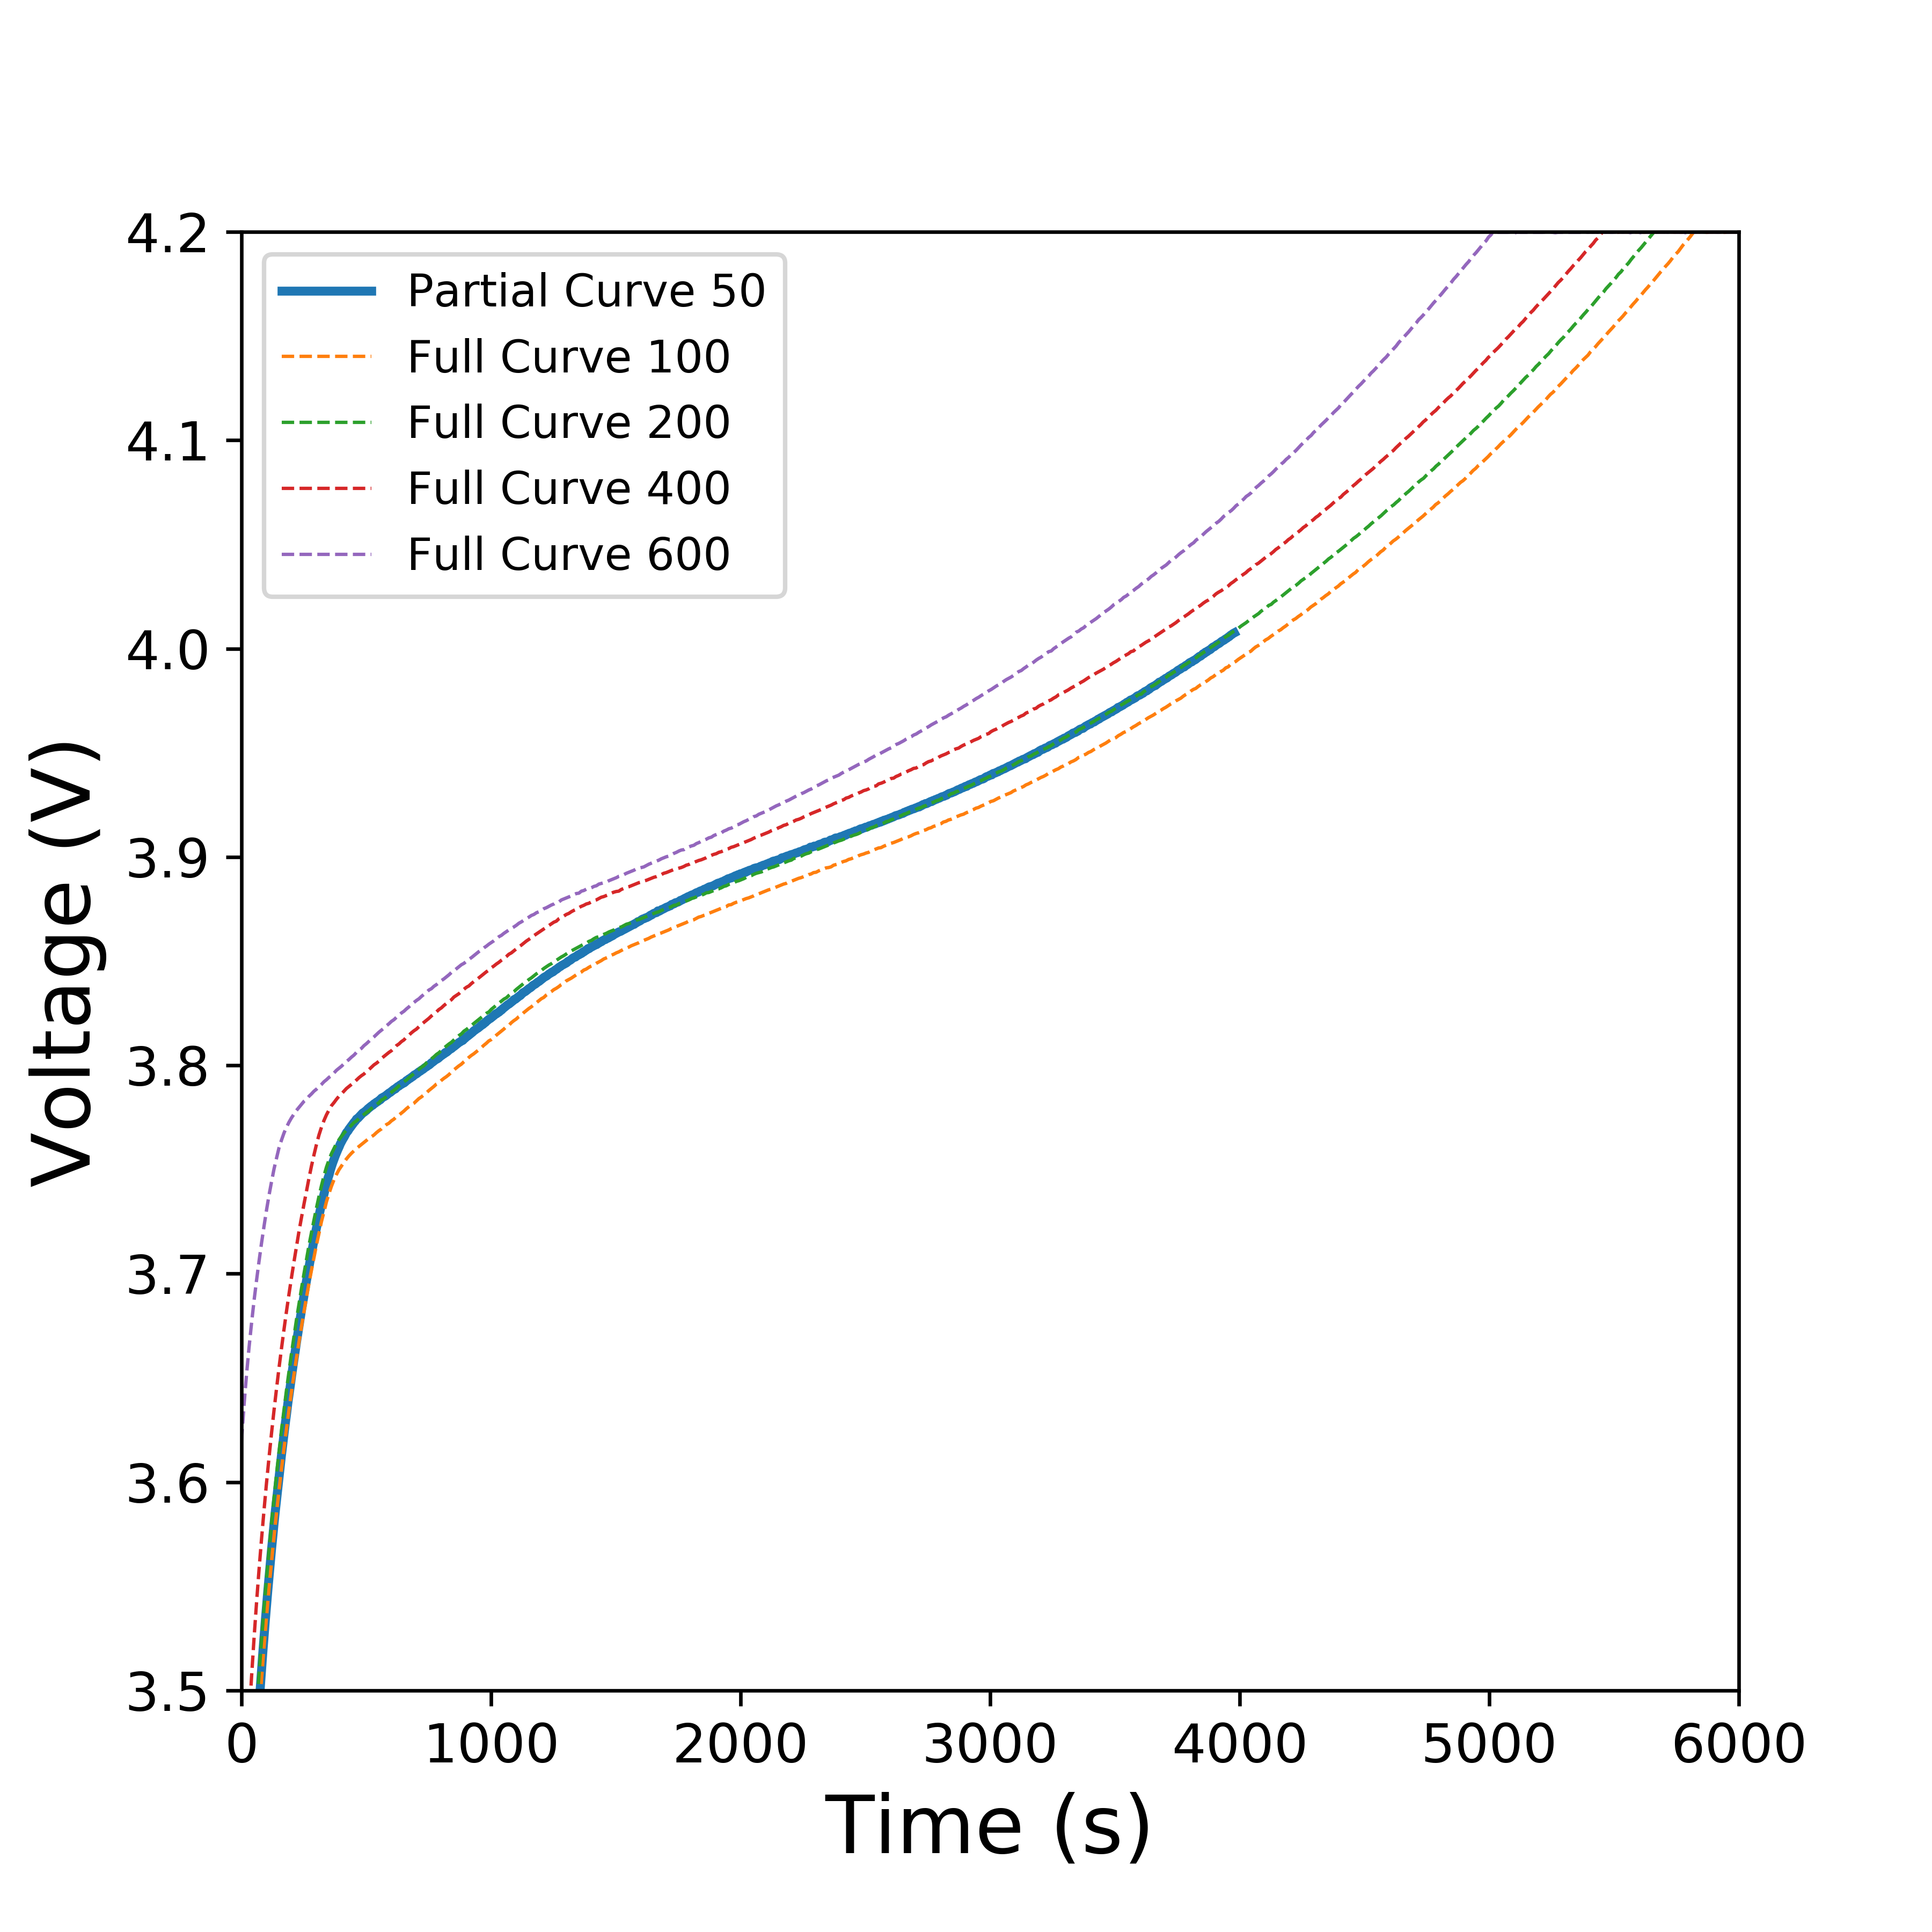 4.2
4.1
4.0
3.9
3.8
3.7
3.6
3.5
Voltage (V)
Partial Curve 50
Full Curve 100
Full Curve 200
Full Curve 400
Full Curve 600
0 1000 2000 3000 4000 5000 6000
Time (s)